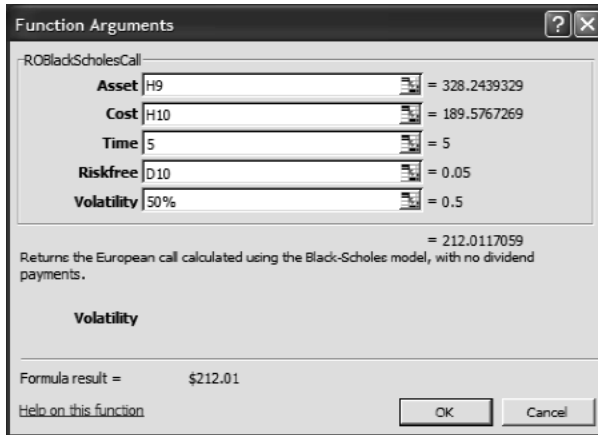 Function Arguments
ROBlackScholesCall
Asset H9 = 328.2439329
Cost H10 = 189.5767269
Time 5 = 5
Riskfree D10 = 0.05
Volatility 50% = 0.5
= 212.0117059
Returns the European call calculated using the Black-Scholes model, with no dividend
payments.
Volatility
Formula result = $212.01
Help on this function OK Cancel